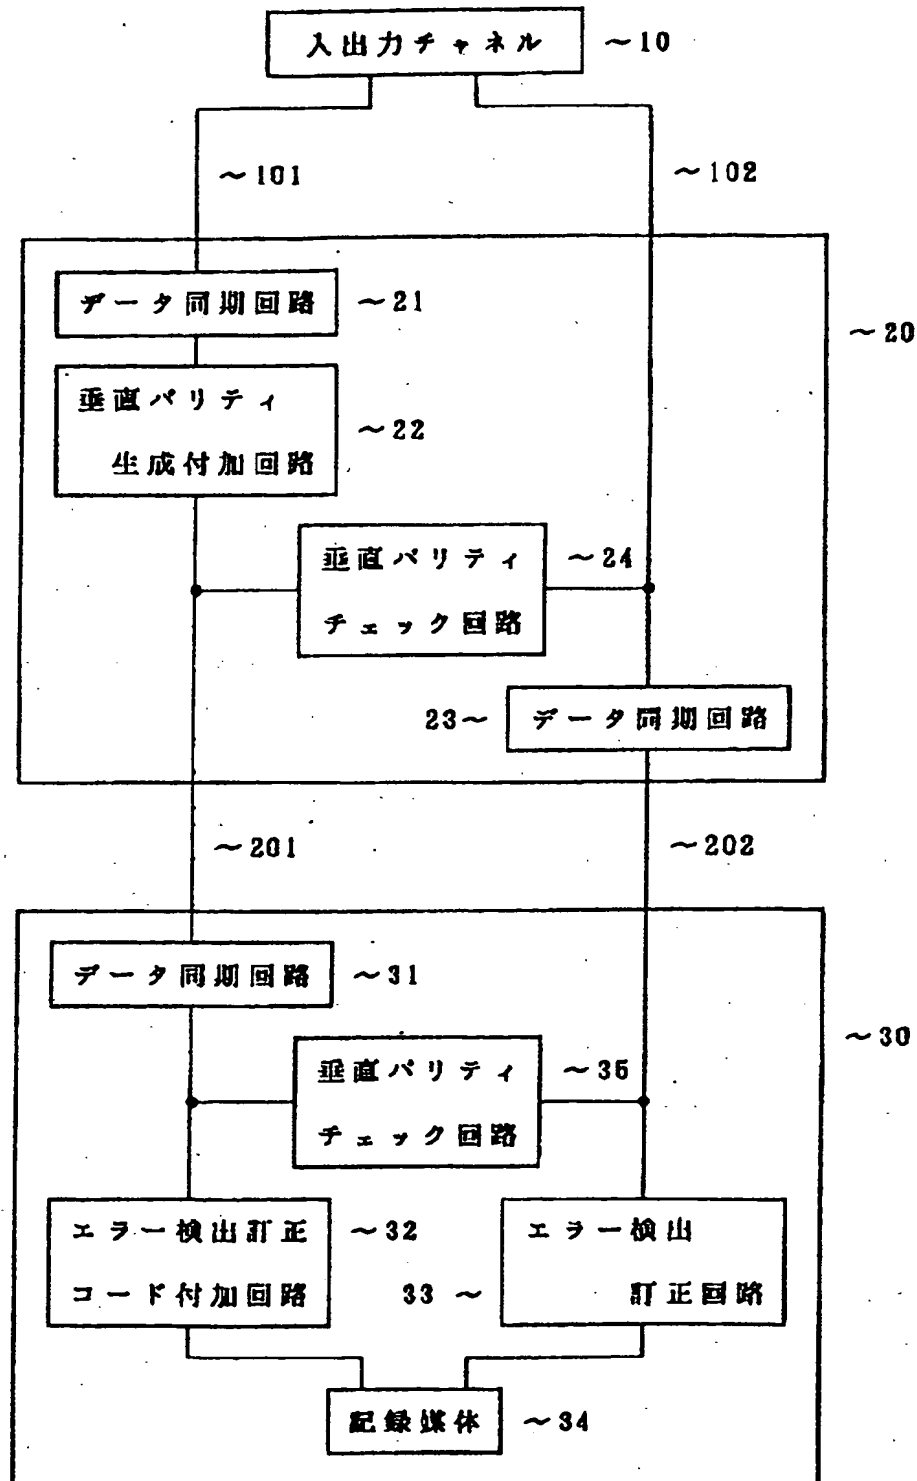 入出力チャネル ～10
～101 ～102
データ同期回路 ～21
～20
垂直パリティ
生成付加回路
～22
垂直パリティ
チェック回路
～24
23～ データ同期回路
～201 ～202
データ同期回路 ～31
～30
垂直パリティ
チェック回路
～35
エラー検出訂正
コード付加回路
～32
エラー検出
訂正回路
33～
記録媒体 ～34